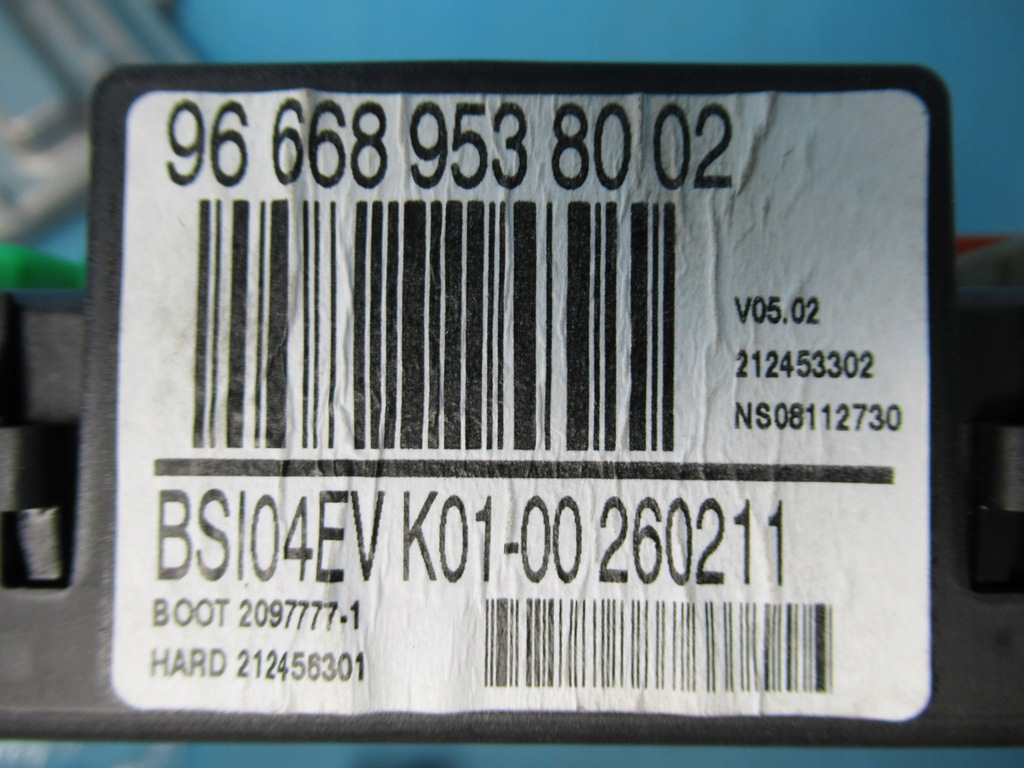 96 668 953 80 02
V05.02
212453302
NS08112730
BSI04EV K01-00 260211
BOOT 2097777-1
HARD 212456301